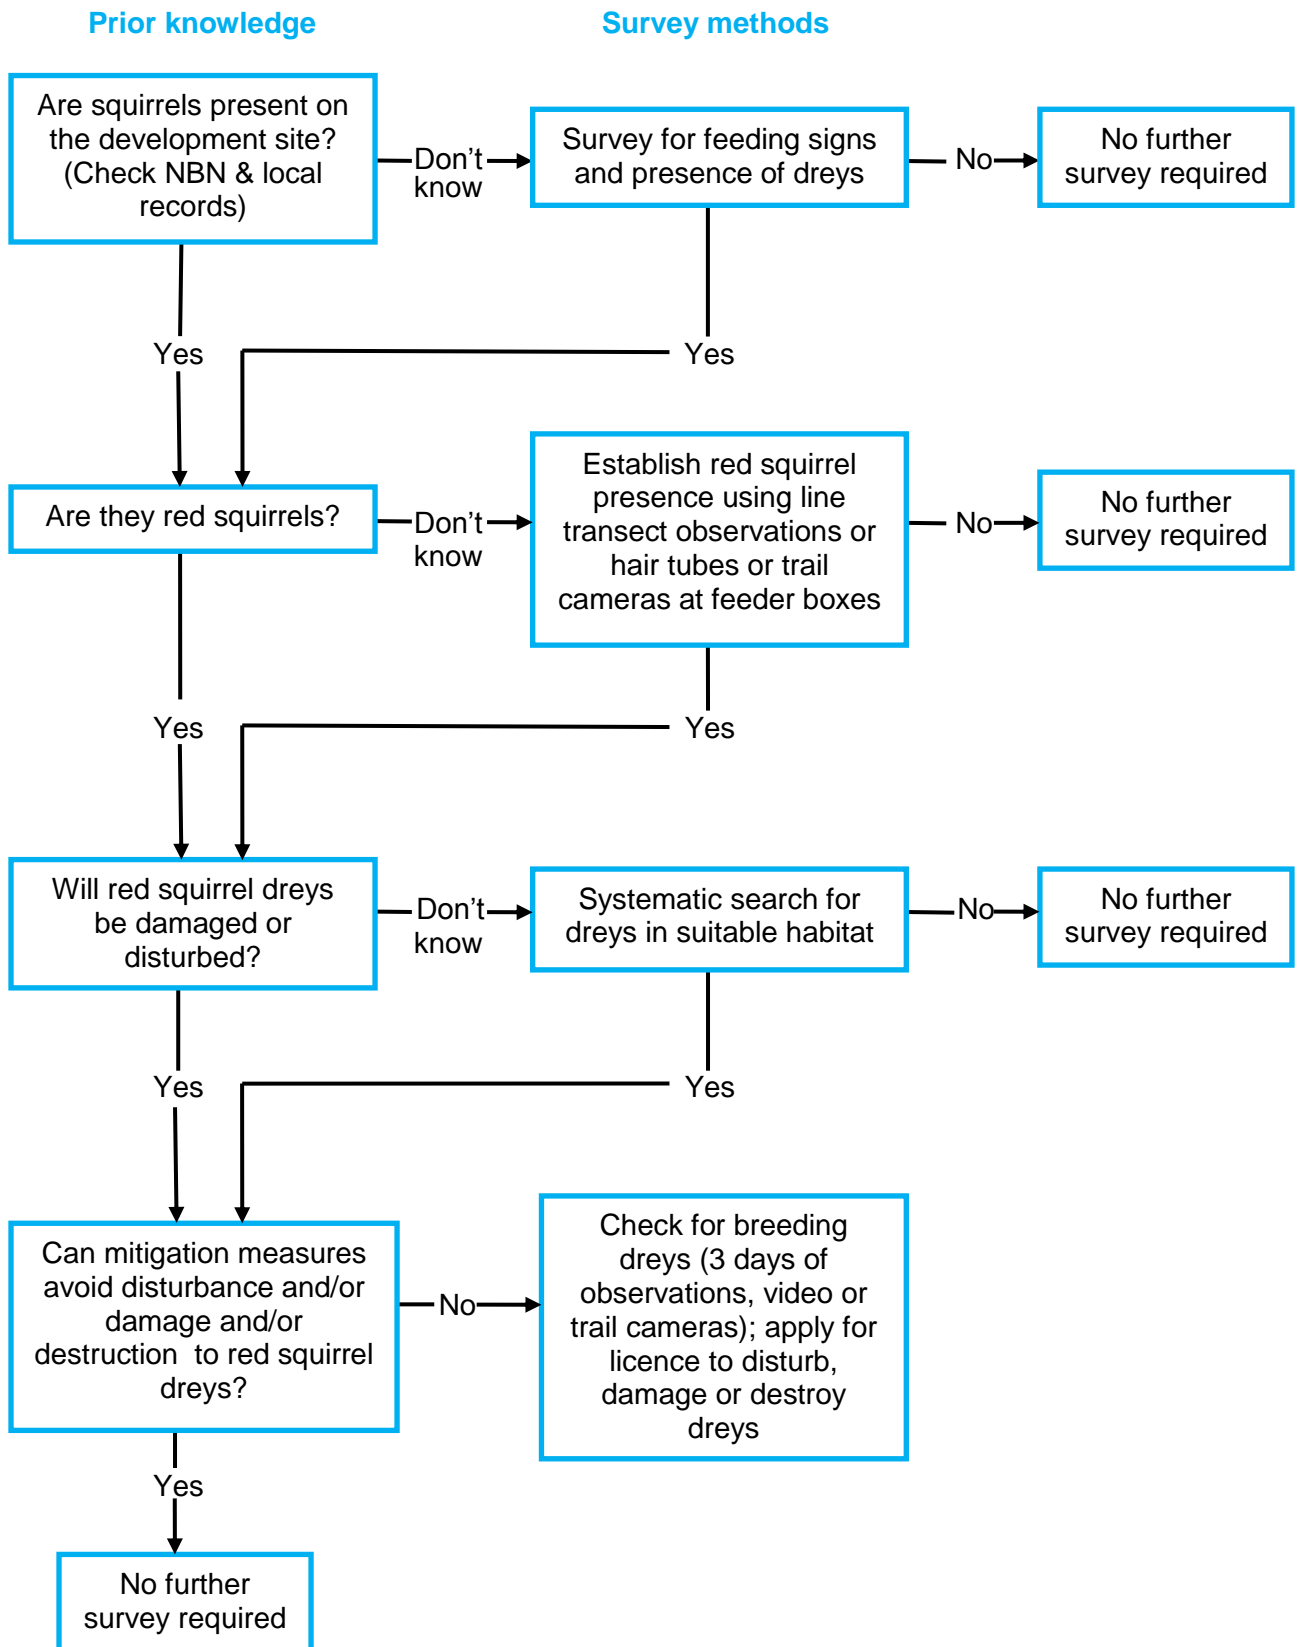 Prior knowledge
Survey methods
Are squirrels present on
the development site?
(Check NBN & local
records)
Don't
know
Survey for feeding signs
and presence of dreys
No
No further
survey required
Yes
Yes
Are they red squirrels?
Don't
know
Establish red squirrel
presence using line
transect observations or
hair tubes or trail
cameras at feeder boxes
No
No further
survey required
Yes
Yes
Will red squirrel dreys
be damaged or
disturbed?
Don't
know
Systematic search for
dreys in suitable habitat
No
No further
survey required
Yes
Yes
Can mitigation measures
avoid disturbance and/or
damage and/or
destruction to red squirrel
dreys?
No
Check for breeding
dreys (3 days of
observations, video or
trail cameras); apply for
licence to disturb,
damage or destroy
dreys
Yes
No further
survey required